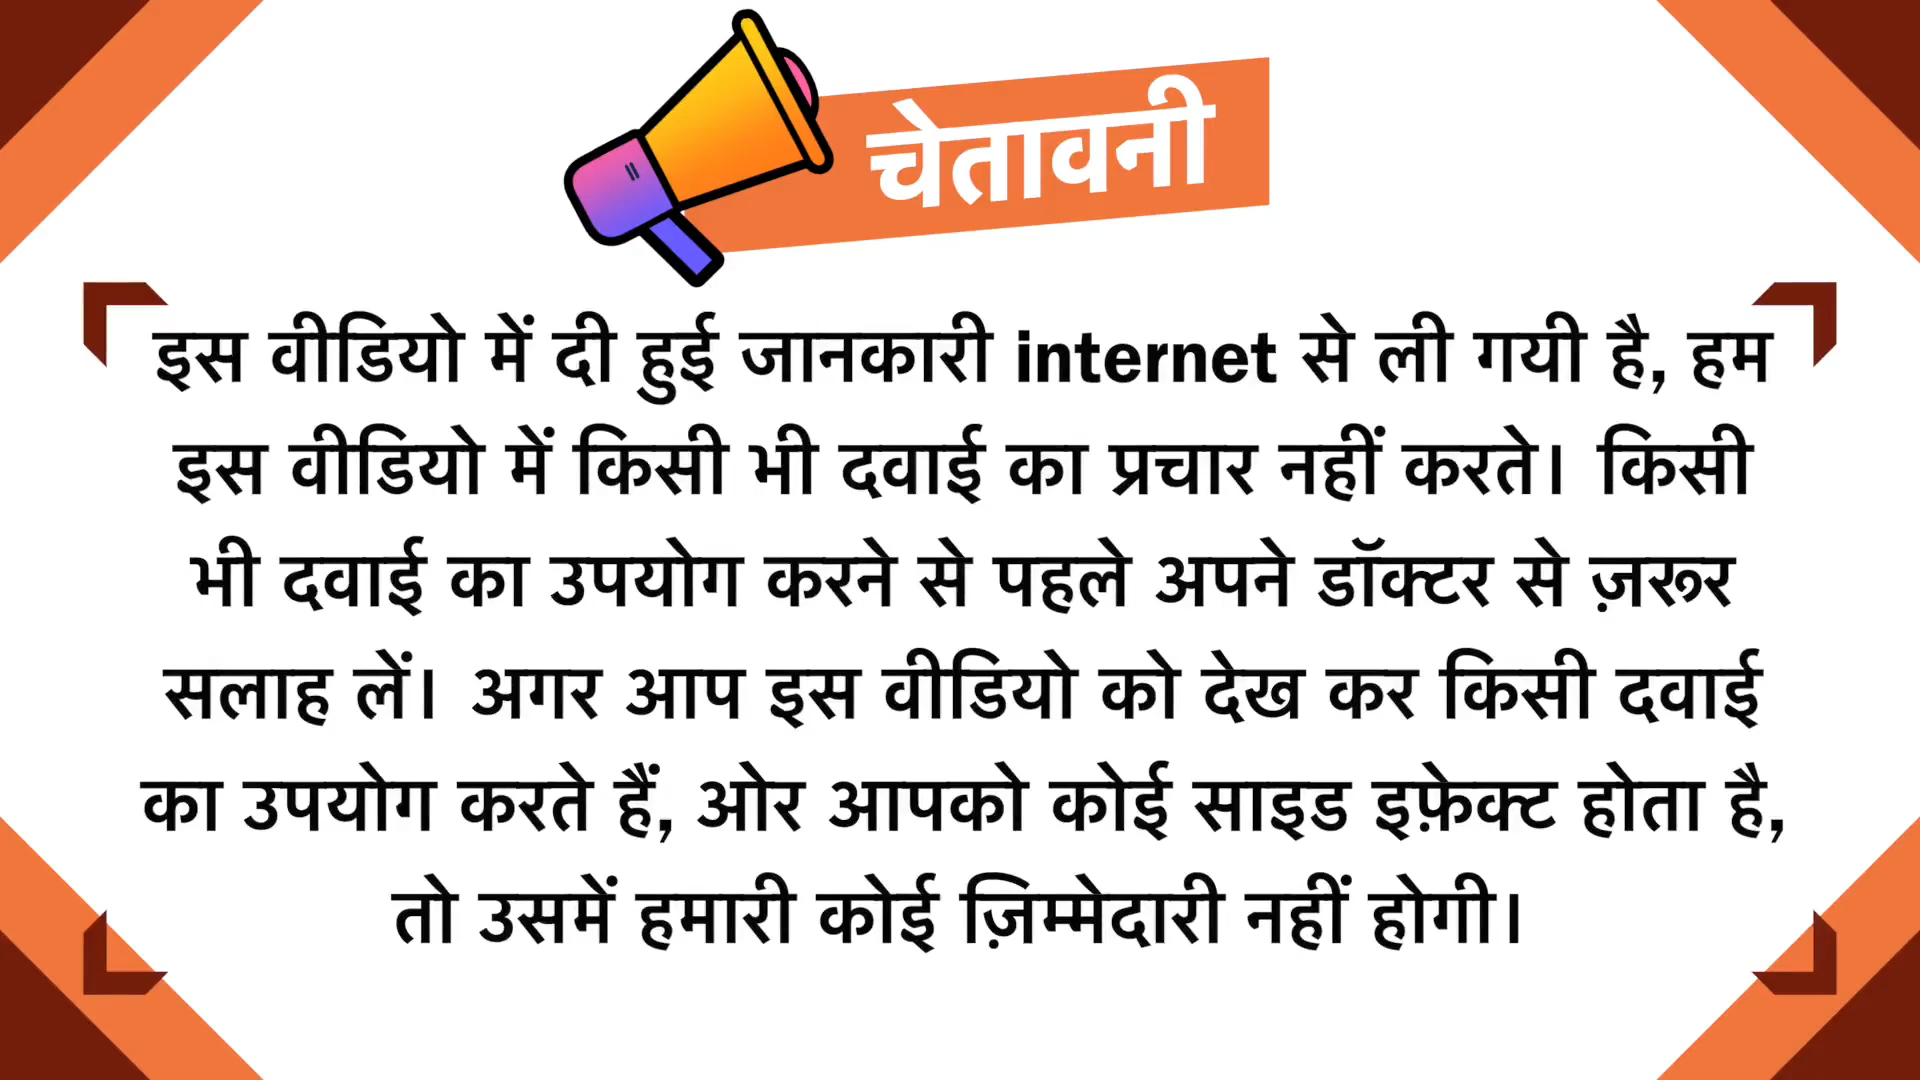 चेतावनी
इस वीडियो में दी हुई जानकारी internet से ली गयी है, हम
इस वीडियो में किसी भी दवाई का प्रचार नहीं करते। किसी
भी दवाई का उपयोग करने से पहले अपने डॉक्टर से ज़रूर
सलाह लें। अगर आप इस वीडियो को देख कर किसी दवाई
का उपयोग करते हैं, ओर आपको कोई साइड इफ़ेक्ट होता है,
तो उसमें हमारी कोई ज़िम्मेदारी नहीं होगी।